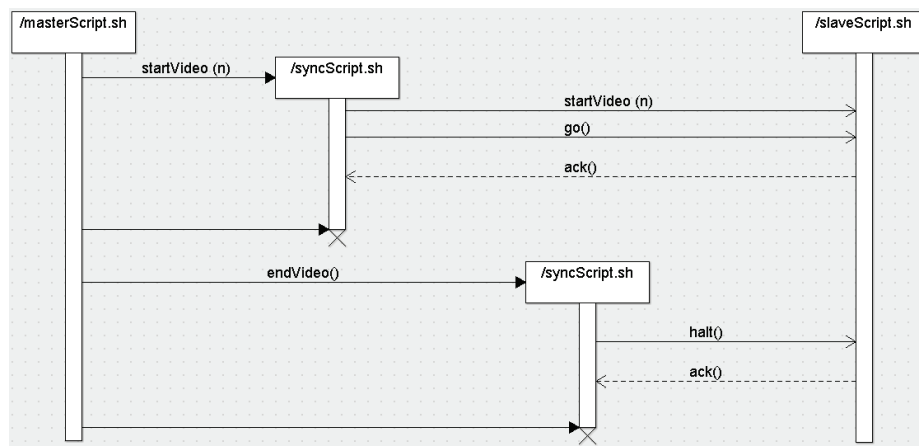 /masterScript.sh
/slaveScript.sh
startVideo (n)
/syncScript.sh
startVideo (n)
go()
ack()
endVideo()
/syncScript.sh
halt()
ack()